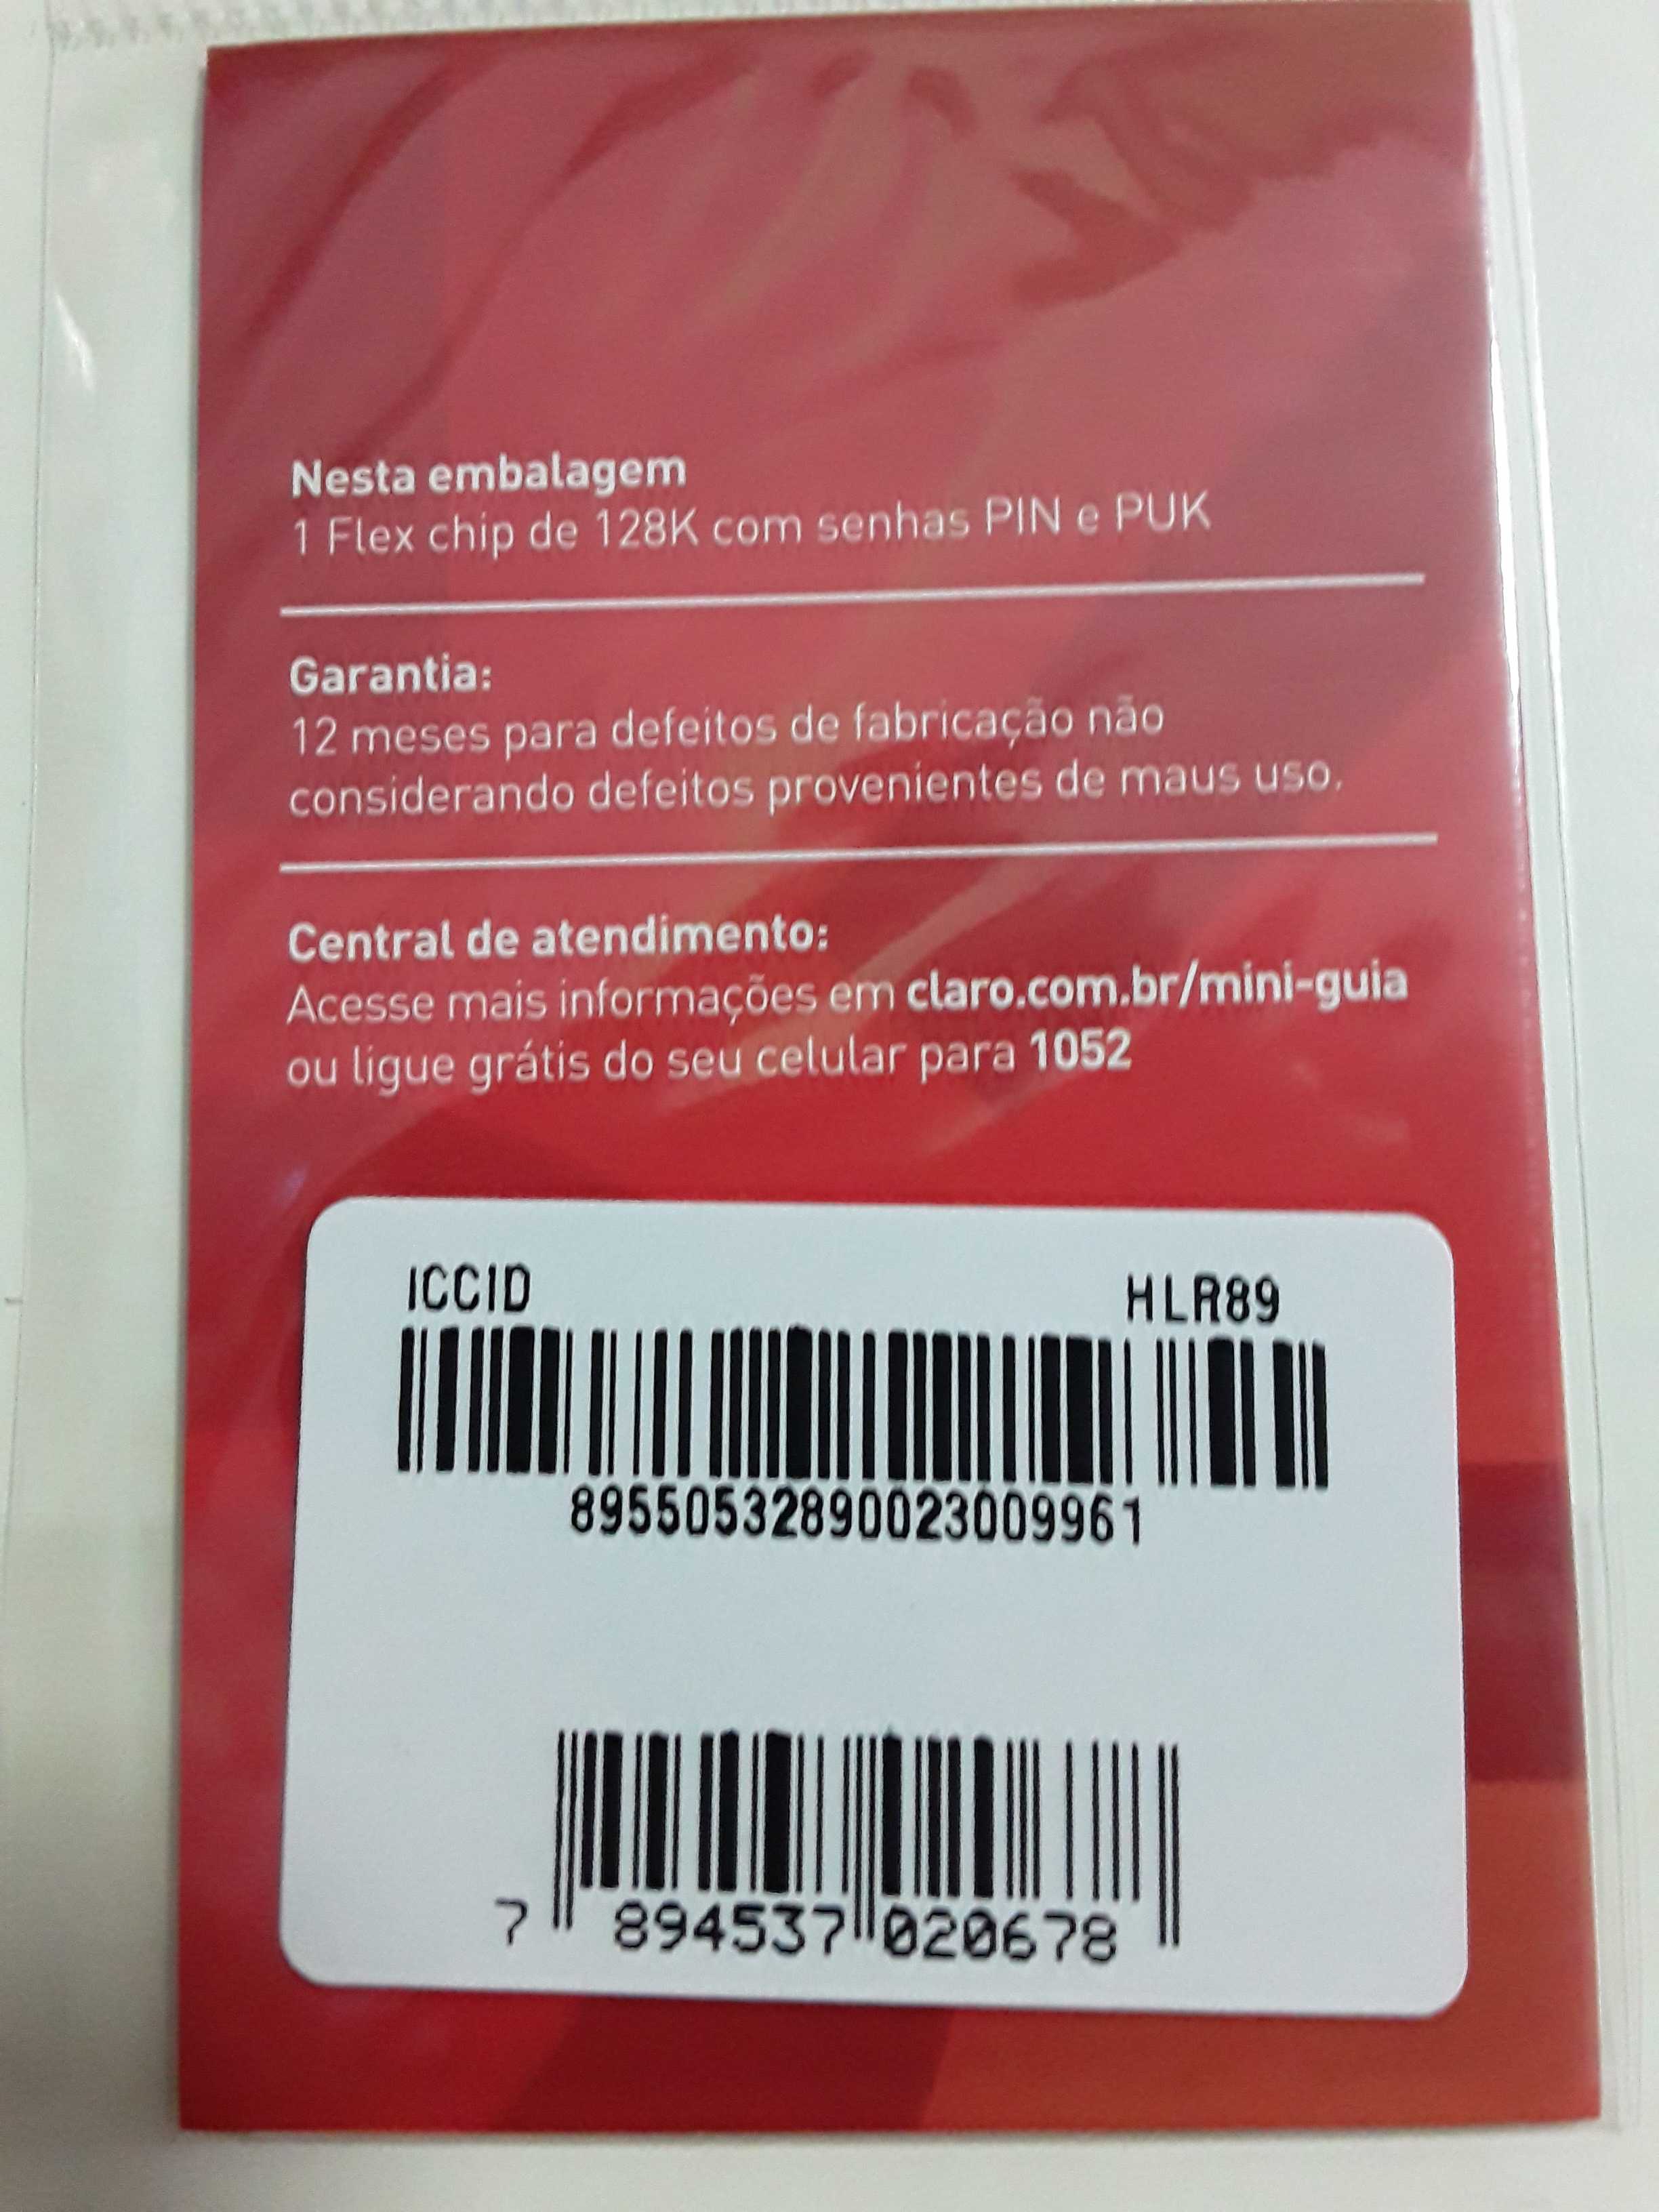 Nesta embalagem
1 Flex chip de 128K com senhas PIN e PUK
Garantia:
12 meses para defeitos de fabricação não
considerando defeitos provenientes de maus uso.
Central de atendimento:
Acesse mais informações em claro.com.br/mini-guia
ou ligue grátis do seu celular para 1052
ICCID HLR89
89550532890023009961
7 894537 020678